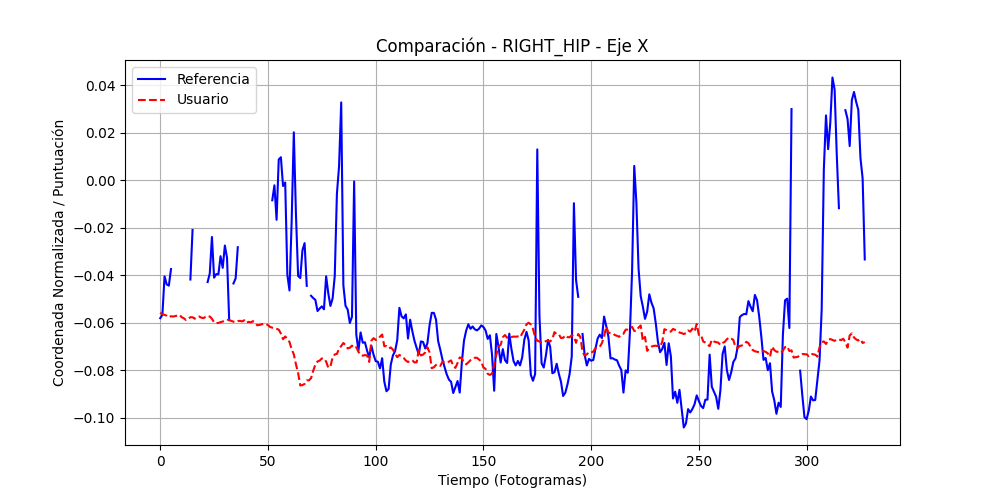 Comparación - RIGHT_HIP - Eje X
Referencia
Usuario
0.04
0.02
0.00
−0.02
−0.04
−0.06
−0.08
−0.10
Coordenada Normalizada / Puntuación
0 50 100 150 200 250 300
Tiempo (Fotogramas)